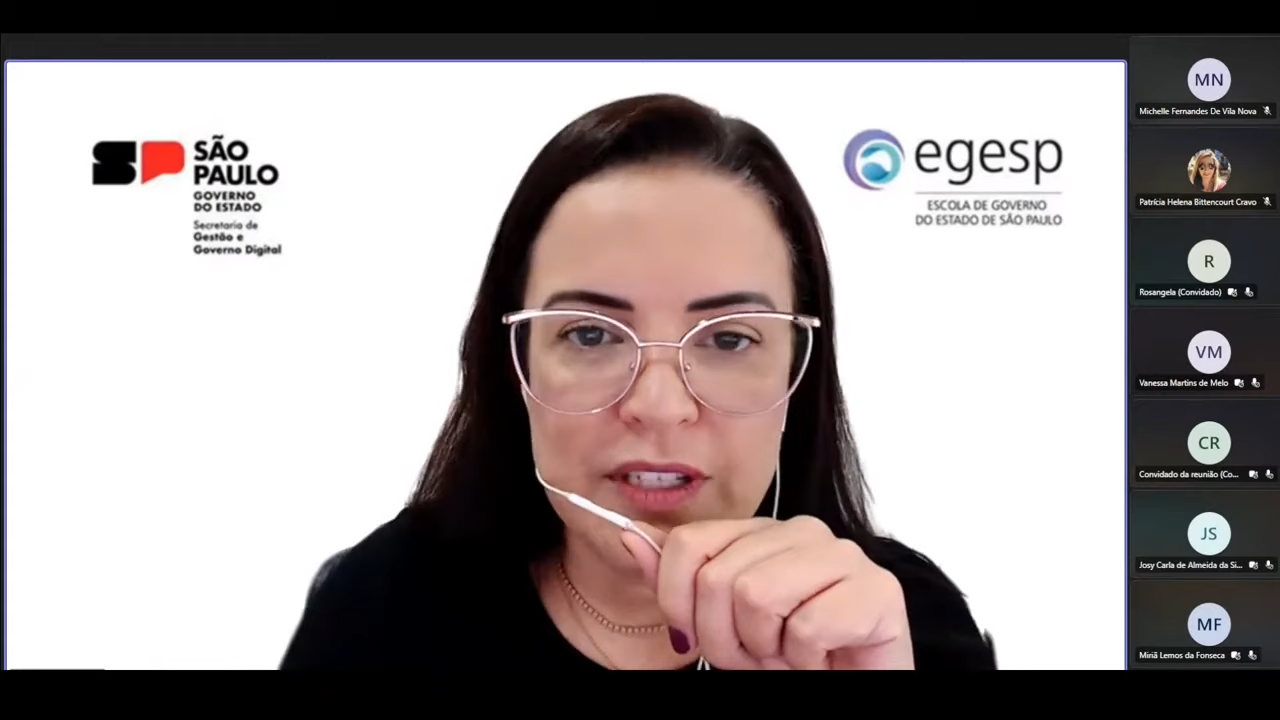 SP
SÃO
PAULO
GOVERNO
DO ESTADO
Secretaria de
Gestão e
Governo Digital
egesp
ESCOLA DE GOVERNO
DO ESTADO DE SÃO PAULO
MN
Michelle Fernandes De Vila Nova
Patrícia Helena Bittencourt Cravo
R
Rosangela (Convidado)
VM
Vanessa Martins de Melo
CR
Convidado da reunião (Co...
JS
Josy Carla de Almeida da Si...
MF
Miriã Lemos da Fonseca